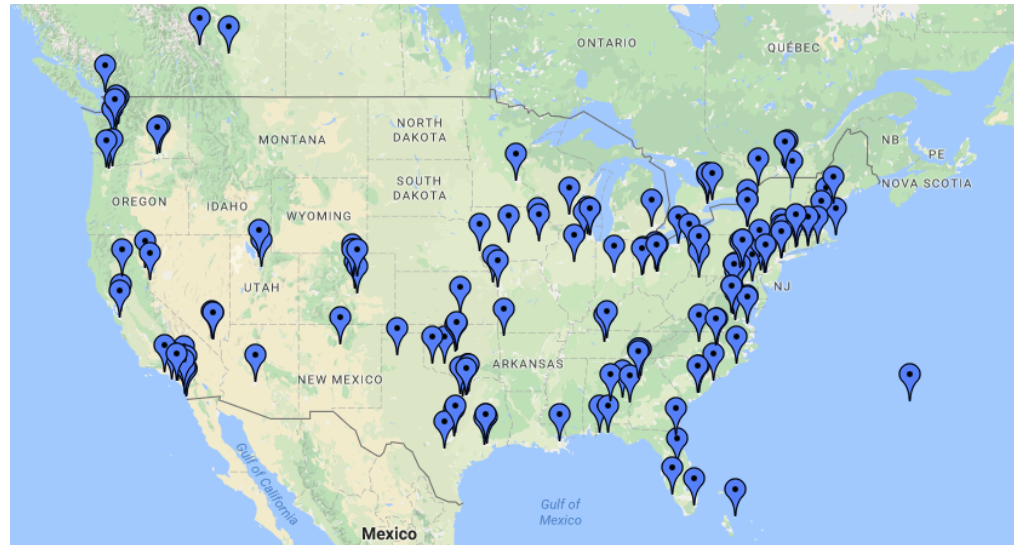 ONTARIO
QUÉBEC
NORTH
DAKOTA
MONTANA
NB
PE
SOUTH
DAKOTA
NOVA SCOTIA
OREGON
IDAHO
WYOMING
UTAH
NJ
ARKANSAS
NEW MEXICO
Gulf of California
Gulf of
Mexico
Mexico